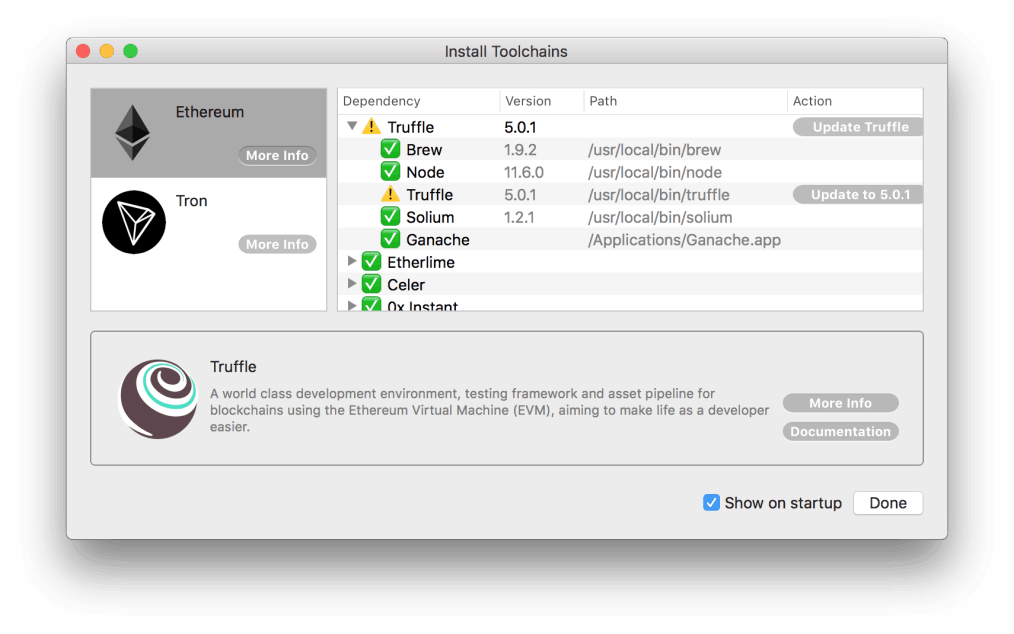 Install Toolchains
Ethereum
More Info
Tron
More Info
Dependency Version Path Action
Truffle 5.0.1 Update Truffle
Brew 1.9.2 /usr/local/bin/brew
Node 11.6.0 /usr/local/bin/node
Truffle 5.0.1 /usr/local/bin/truffle Update to 5.0.1
Solium 1.2.1 /usr/local/bin/solium
Ganache /Applications/Ganache.app
Etherlime
Celer
0x Instant
Truffle
A world class development environment, testing framework and asset pipeline for
blockchains using the Ethereum Virtual Machine (EVM), aiming to make life as a developer
easier.
More Info
Documentation
Show on startup Done